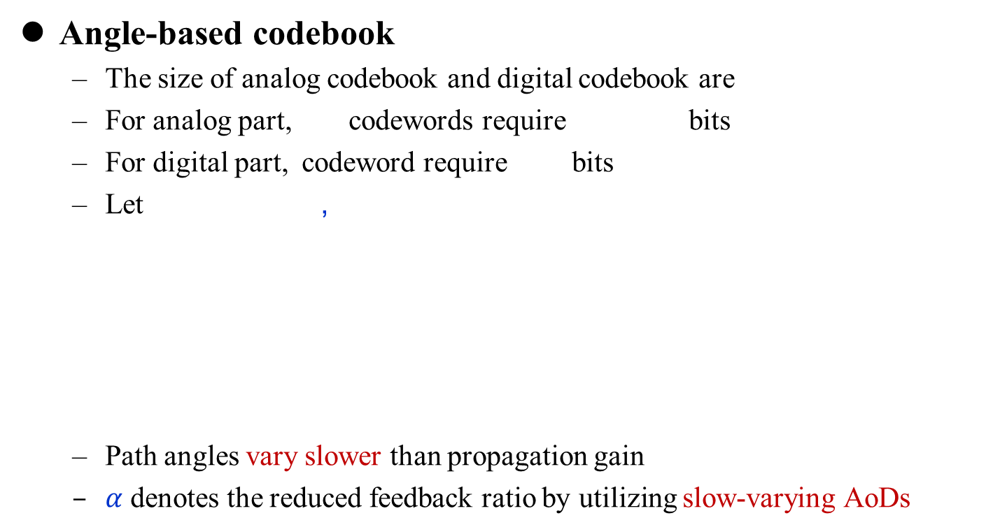 ● Angle-based codebook
– The size of analog codebook and digital codebook are
– For analog part, codewords require bits
– For digital part, codeword require bits
– Let ,
– Path angles vary slower than propagation gain
– α denotes the reduced feedback ratio by utilizing slow-varying AoDs